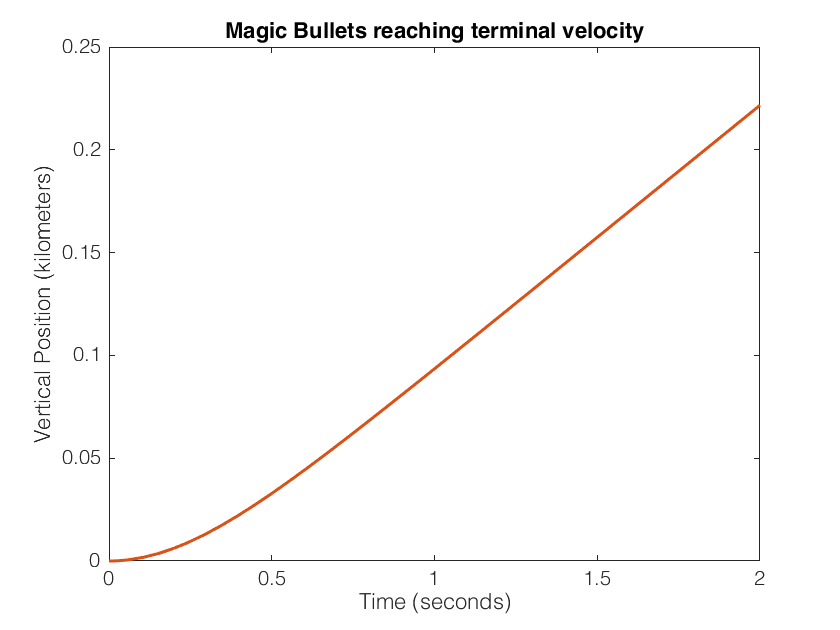 Magic Bullets reaching terminal velocity
0.25
0.2
0.15
0.1
0.05
0
Vertical Position (kilometers)
0 0.5 1 1.5 2
Time (seconds)